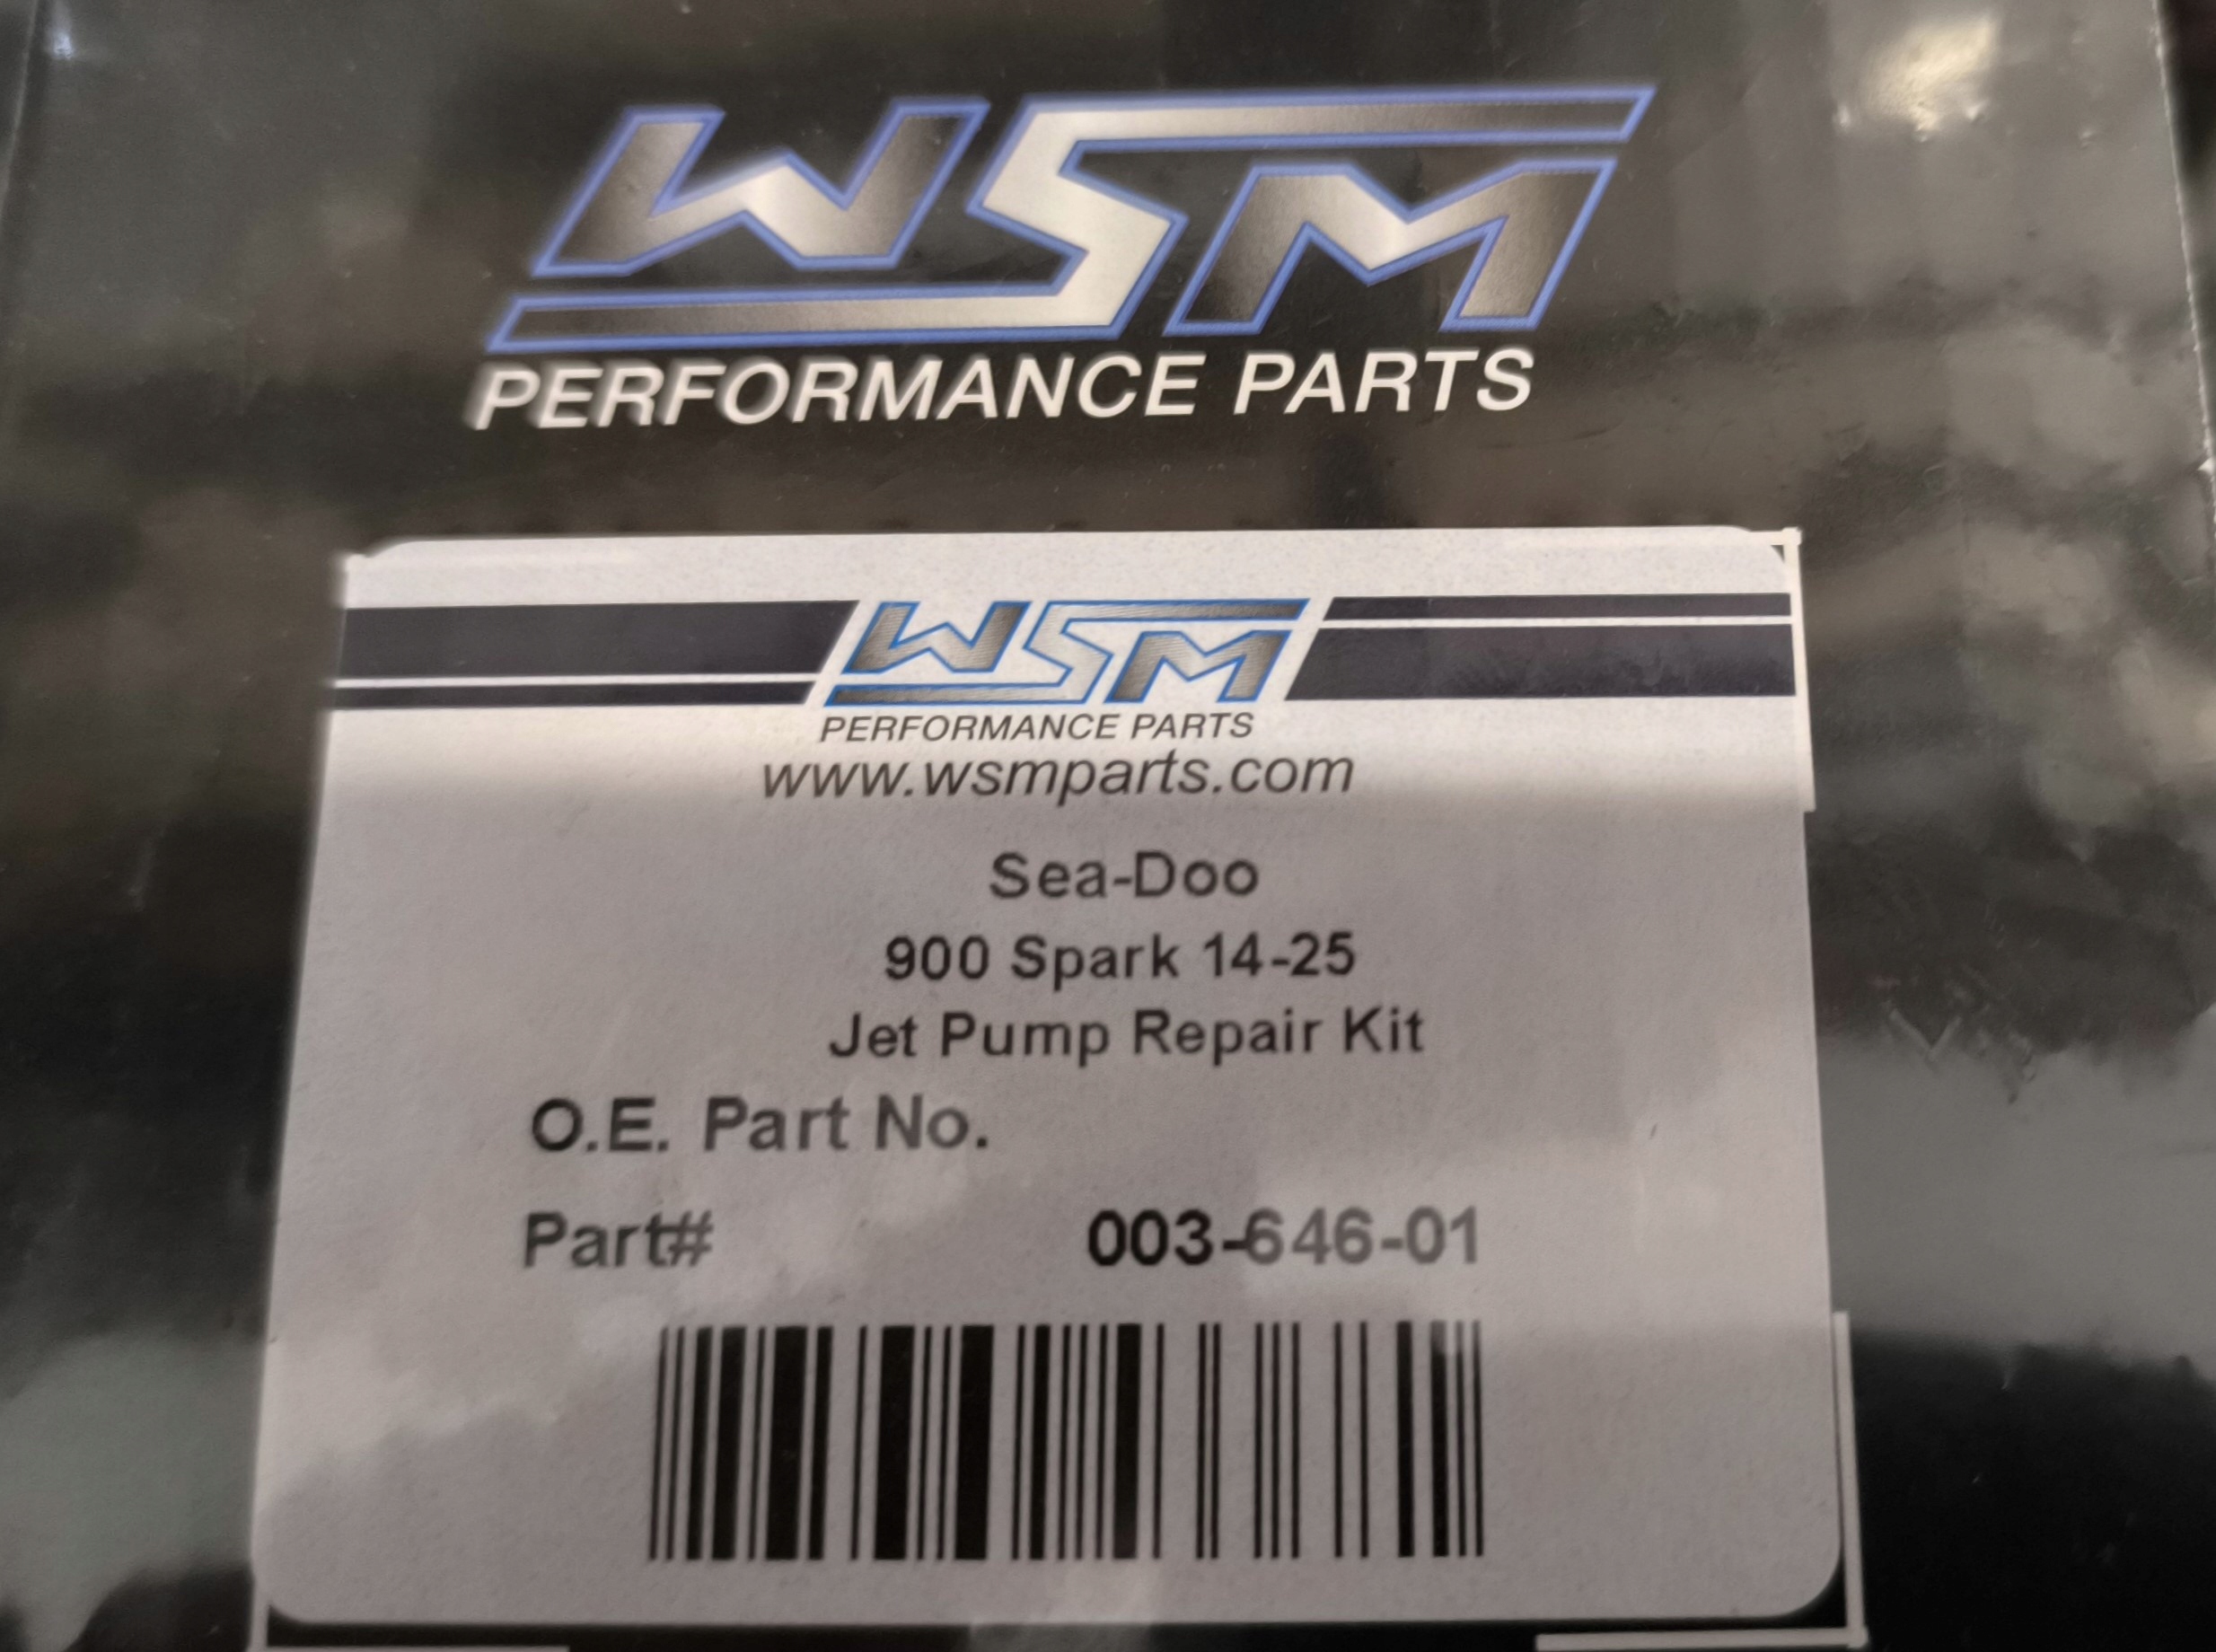 WSM
PERFORMANCE PARTS
WSM
PERFORMANCE PARTS
www.wsmparts.com
Sea-Doo
900 Spark 14-25
Jet Pump Repair Kit
O.E. Part No.
Part# 003-646-01